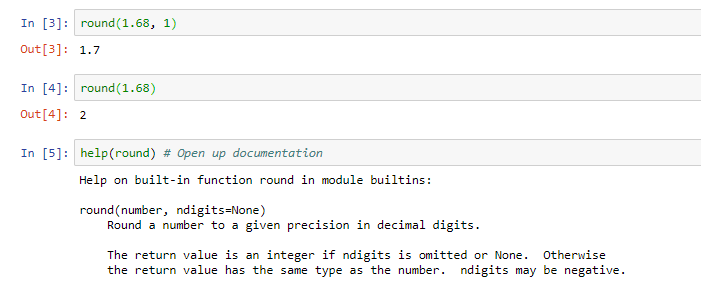 In [3]: round(1.68, 1)
Out[3]: 1.7
In [4]: round(1.68)
Out[4]: 2
In [5]: help(round) # Open up documentation
Help on built-in function round in module builtins:
round(number, ndigits=None)
Round a number to a given precision in decimal digits.
The return value is an integer if ndigits is omitted or None.  Otherwise
the return value has the same type as the number.  ndigits may be negative.